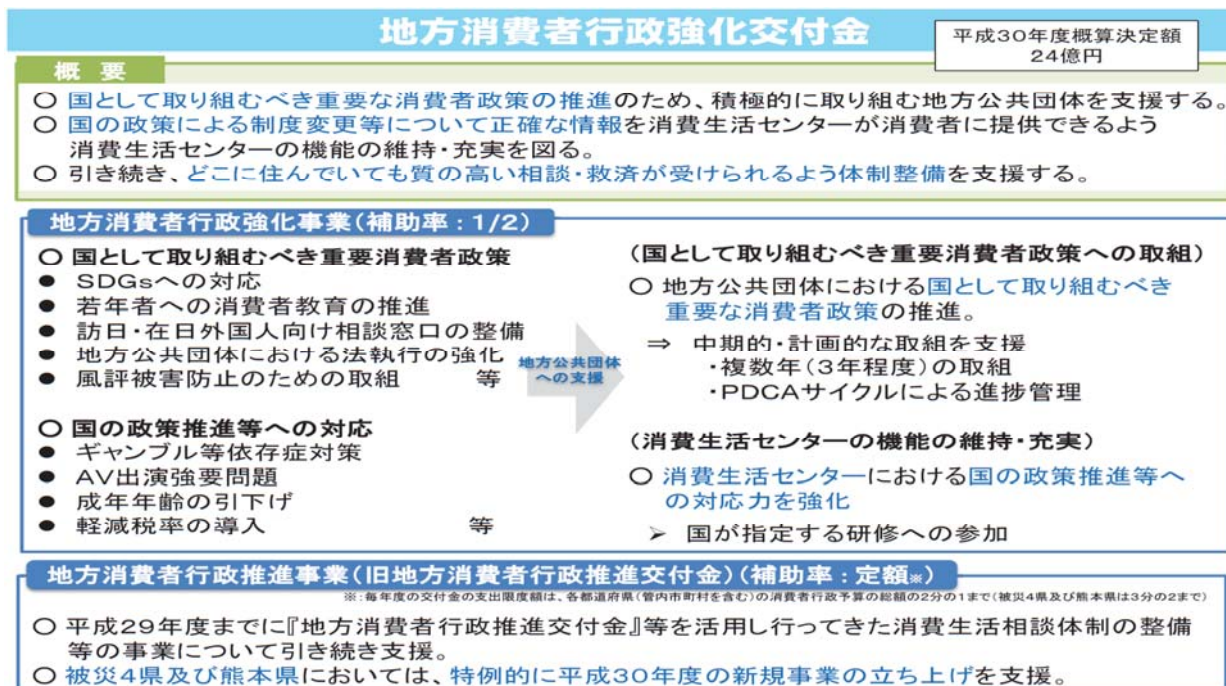 地方消費者行政強化交付金
平成30年度概算決定額
24億円
概 要
○ 国として取り組むべき重要な消費者政策の推進のため、積極的に取り組む地方公共団体を支援する。
○ 国の政策による制度変更等について正確な情報を消費生活センターが消費者に提供できるよう
消費生活センターの機能の維持・充実を図る。
○ 引き続き、どこに住んでいても質の高い相談・救済が受けられるよう体制整備を支援する。
地方消費者行政強化事業(補助率:1/2)
○ 国として取り組むべき重要消費者政策
● SDGsへの対応
● 若年者への消費者教育の推進
● 訪日・在日外国人向け相談窓口の整備
● 地方公共団体における法執行の強化
● 風評被害防止のための取組 等
○ 国の政策推進等への対応
● ギャンブル等依存症対策
● AV出演強要問題
● 成年年齢の引下げ
● 軽減税率の導入 等
地方公共団体
への支援
(国として取り組むべき重要消費者政策への取組)
○ 地方公共団体における国として取り組むべき
重要な消費者政策の推進。
⇒ 中期的・計画的な取組を支援
・複数年(3年程度)の取組
・PDCAサイクルによる進捗管理
(消費生活センターの機能の維持・充実)
○ 消費生活センターにおける国の政策推進等へ
の対応力を強化
➢ 国が指定する研修への参加
地方消費者行政推進事業(旧地方消費者行政推進交付金)(補助率:定額※)
※:毎年度の交付金の支出限度額は、各都道府県(管内市町村を含む)の消費者行政予算の総額の2分の1まで(被災4県及び熊本県は3分の2まで)
○ 平成29年度までに『地方消費者行政推進交付金』等を活用し行ってきた消費生活相談体制の整備
等の事業について引き続き支援。
○ 被災4県及び熊本県においては、特例的に平成30年度の新規事業の立ち上げを支援。